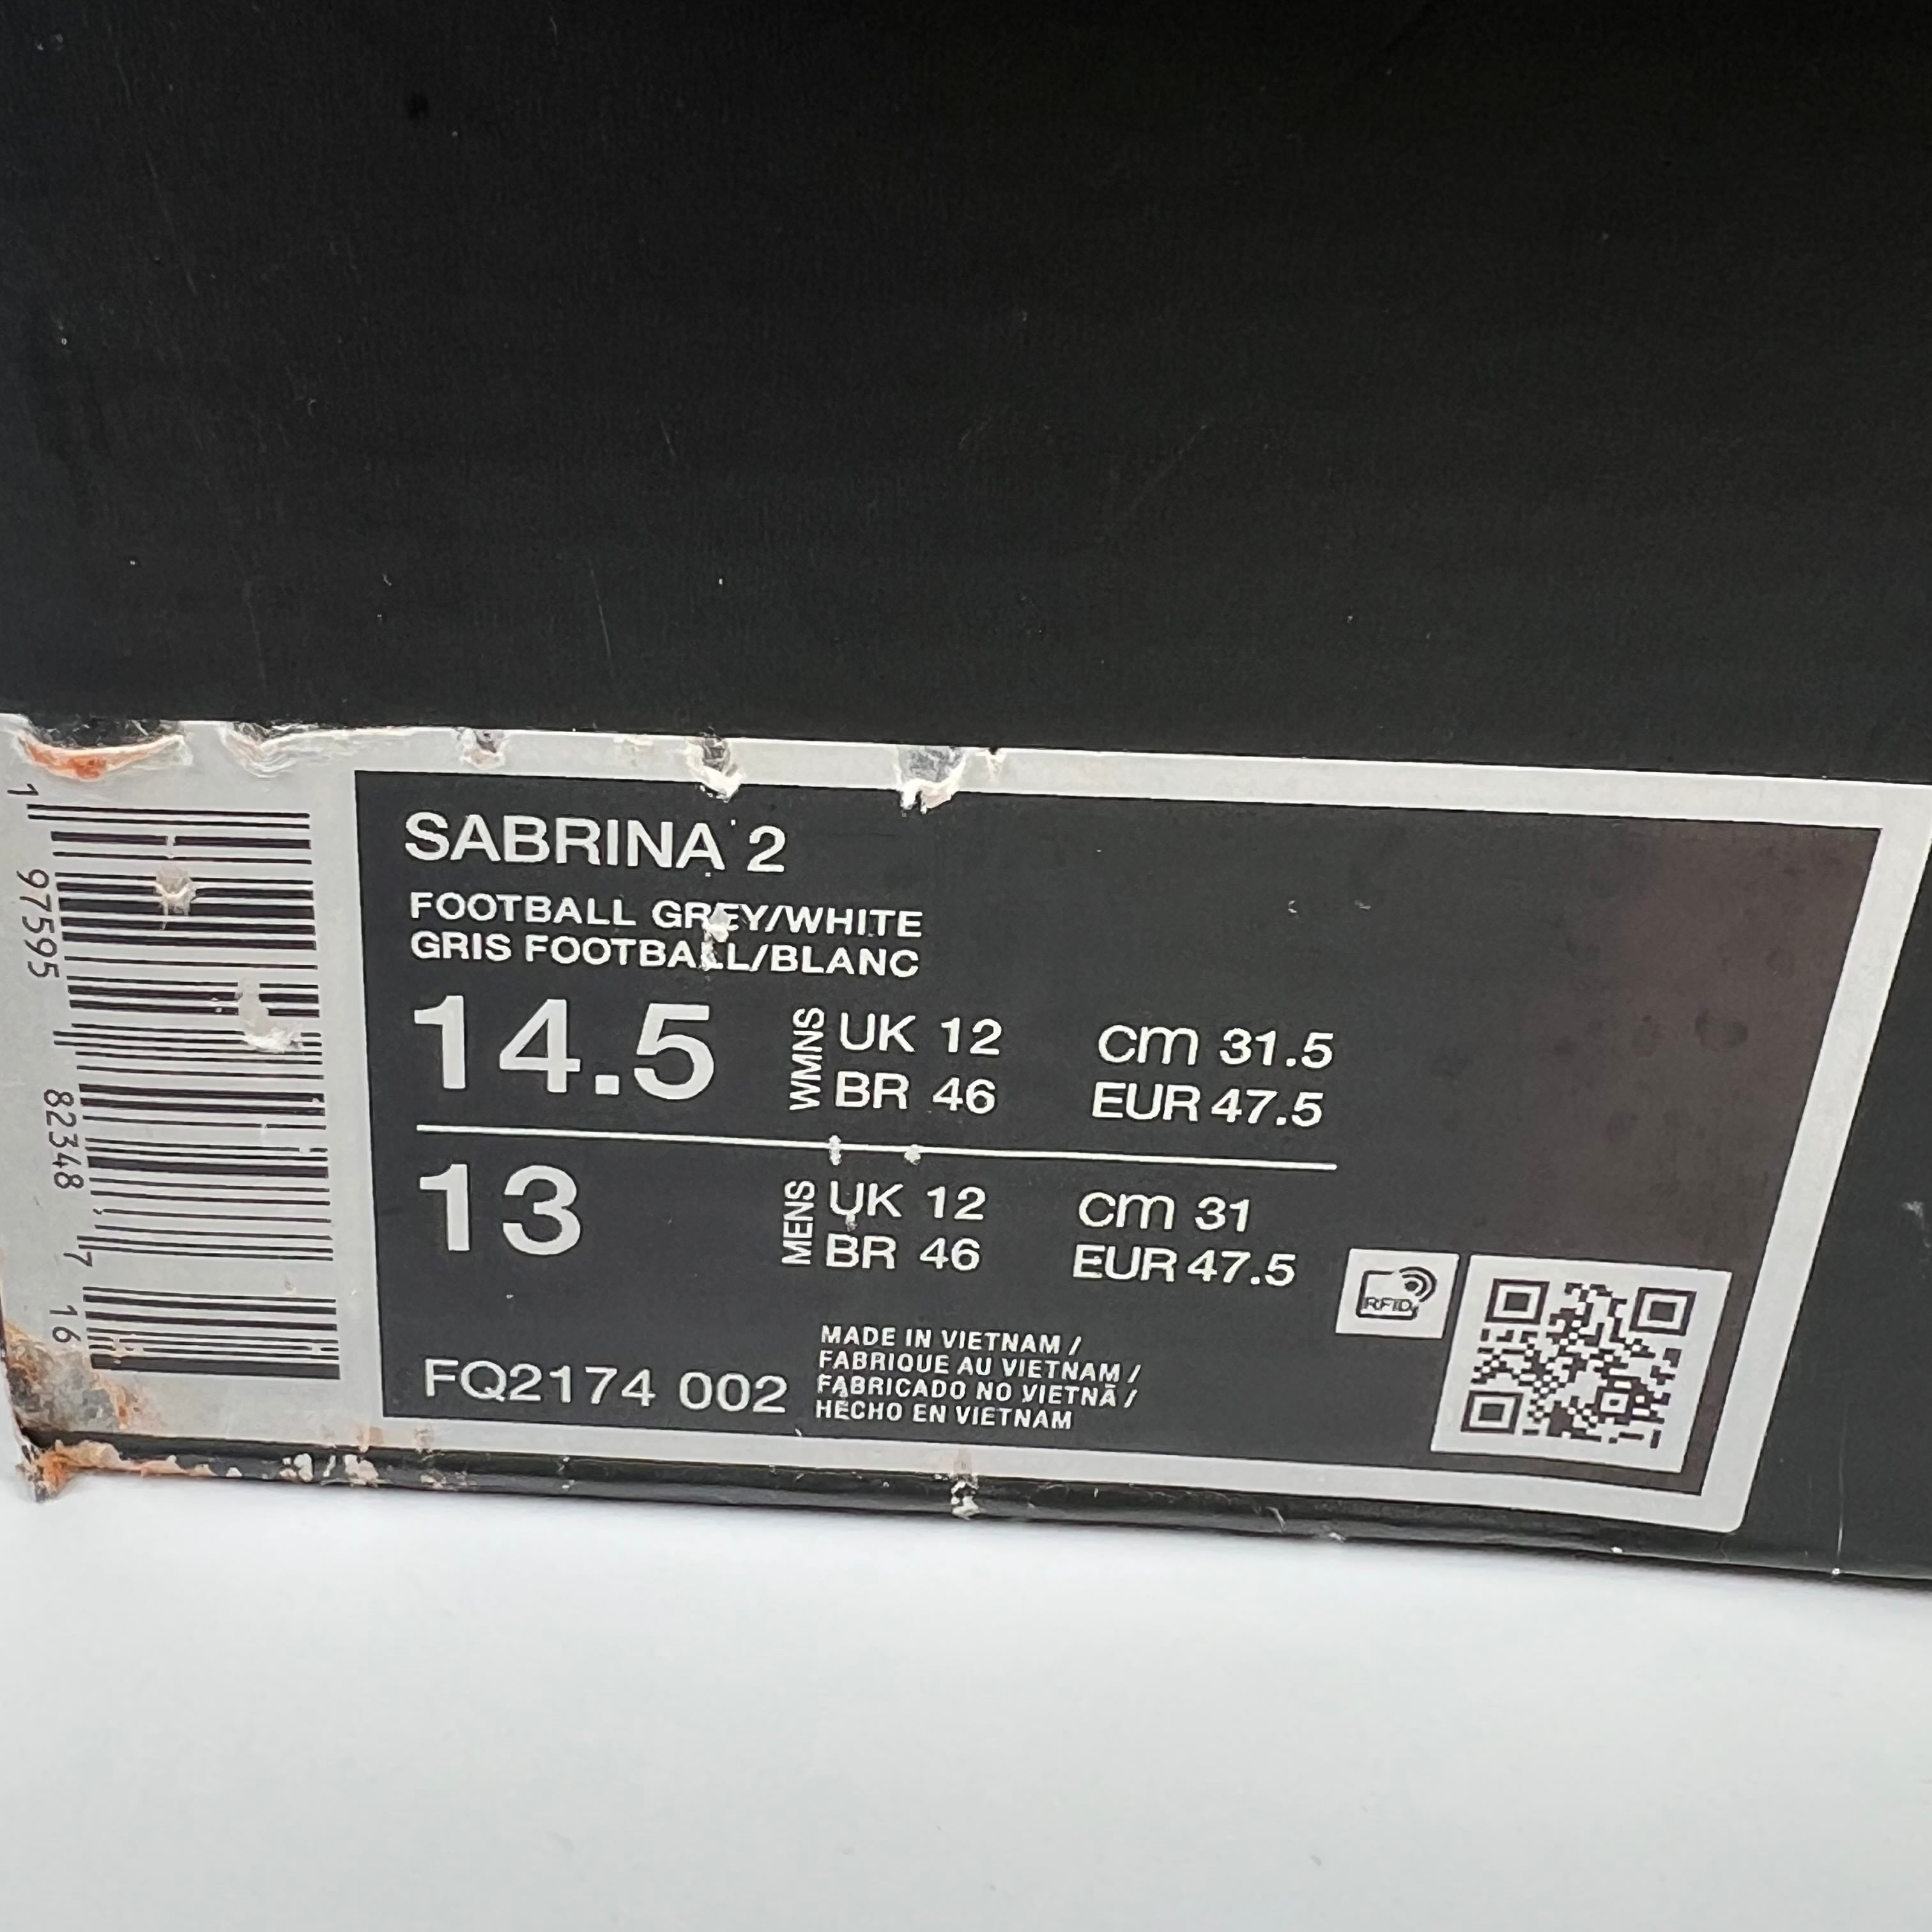 SABRINA 2
FOOTBALL GREY/WHITE
GRIS FOOTBALL/BLANC
14.5
WMNS
UK 12
BR 46
cm 31.5
EUR 47.5
13
MENS
UK 12
BR 46
cm 31
EUR 47.5
FQ2174 002
MADE IN VIETNAM /
FABRIQUE AU VIETNAM /
FABRICADO NO VIETNÃ /
HECHO EN VIETNAM
RFID
1 97595 82348 7 16